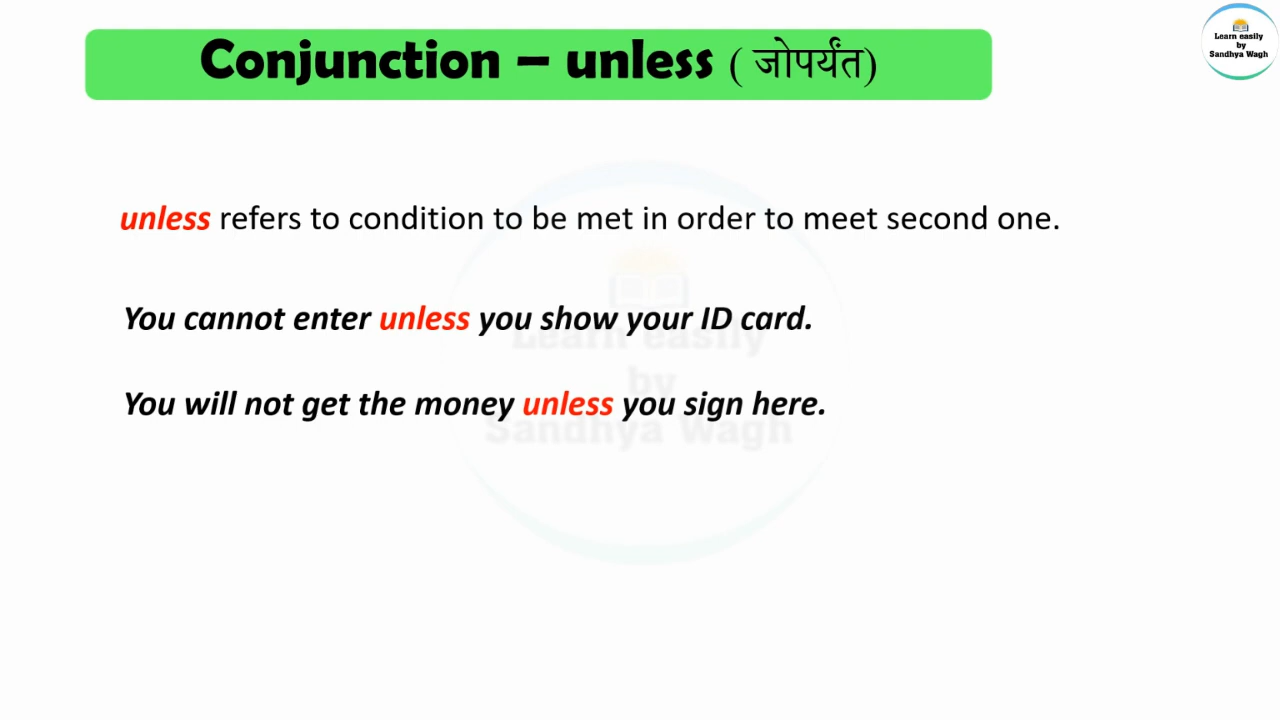 Conjunction – unless ( जोपर्यंत)
Learn easily
by
Sandhya Wagh
unless refers to condition to be met in order to meet second one.
You cannot enter unless you show your ID card.
You will not get the money unless you sign here.
Learn easily
by
Sandhya Wagh